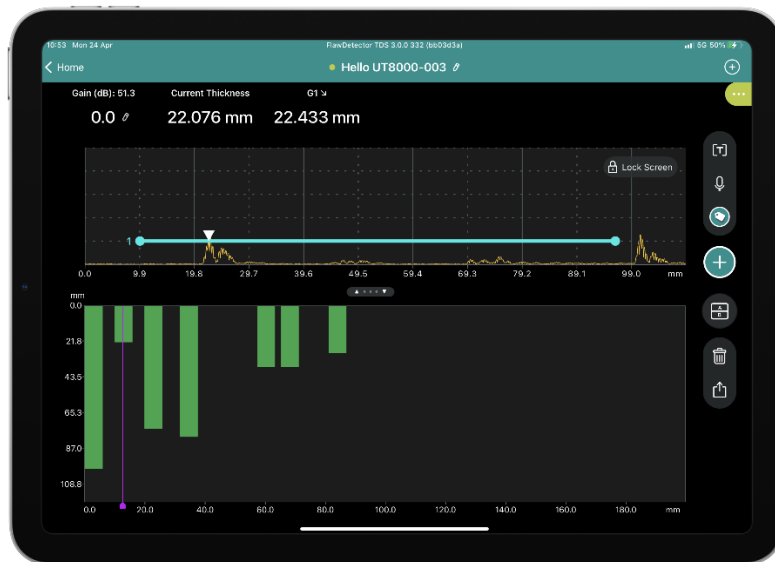 10:53 Mon 24 Apr
FlawDetector TDS 3.0.0 332 (bb03d3a)
5G 50%
Home
Hello UT8000-003
Gain (dB): 51.3
Current Thickness
G1
0.0
22.076 mm
22.433 mm
[T]
Lock Screen
1
0.0 9.9 19.8 29.7 39.6 49.5 59.4 69.3 79.2 89.1 99.0 mm
mm
0.0
21.8
43.5
65.3
87.0
108.8
0.0 20.0 40.0 60.0 80.0 100.0 120.0 140.0 160.0 180.0 mm